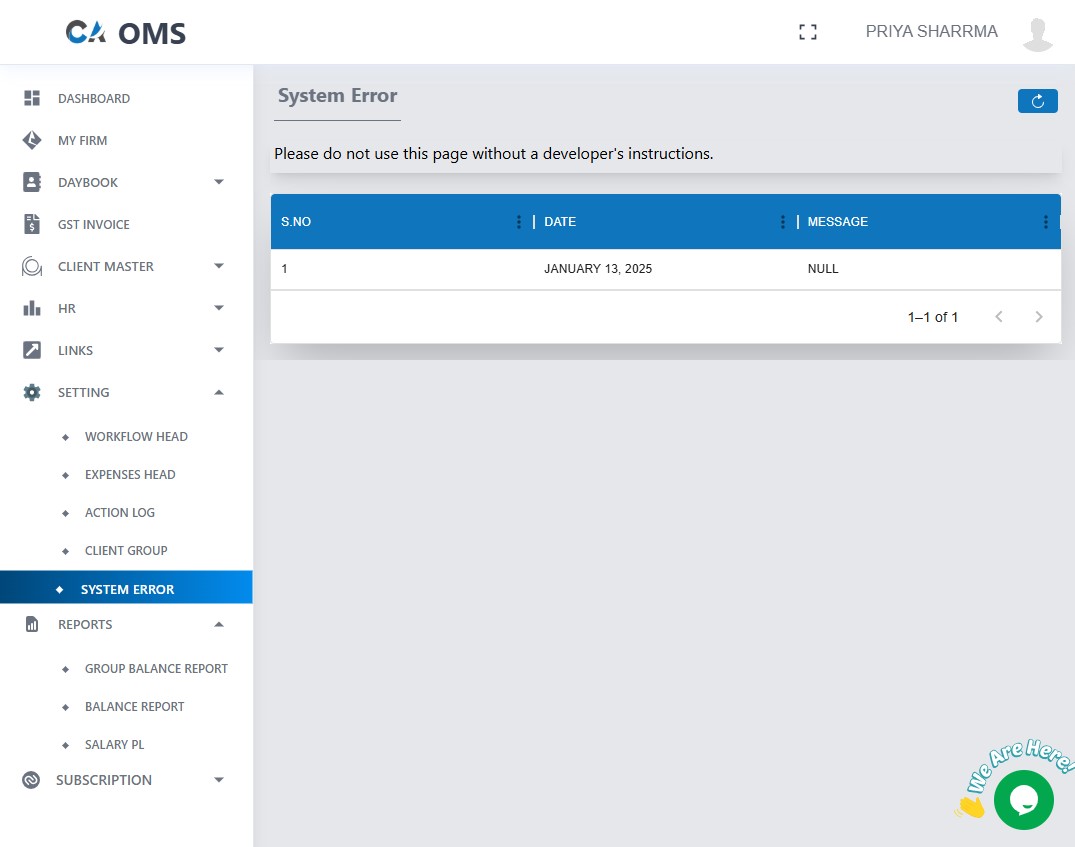 CA OMS
PRIYA SHARRMA
DASHBOARD
MY FIRM
DAYBOOK
GST INVOICE
CLIENT MASTER
HR
LINKS
SETTING
WORKFLOW HEAD
EXPENSES HEAD
ACTION LOG
CLIENT GROUP
SYSTEM ERROR
REPORTS
GROUP BALANCE REPORT
BALANCE REPORT
SALARY PL
SUBSCRIPTION
System Error
Please do not use this page without a developer's instructions.
S.NO DATE MESSAGE
1 JANUARY 13, 2025 NULL
1–1 of 1
We Are Here!